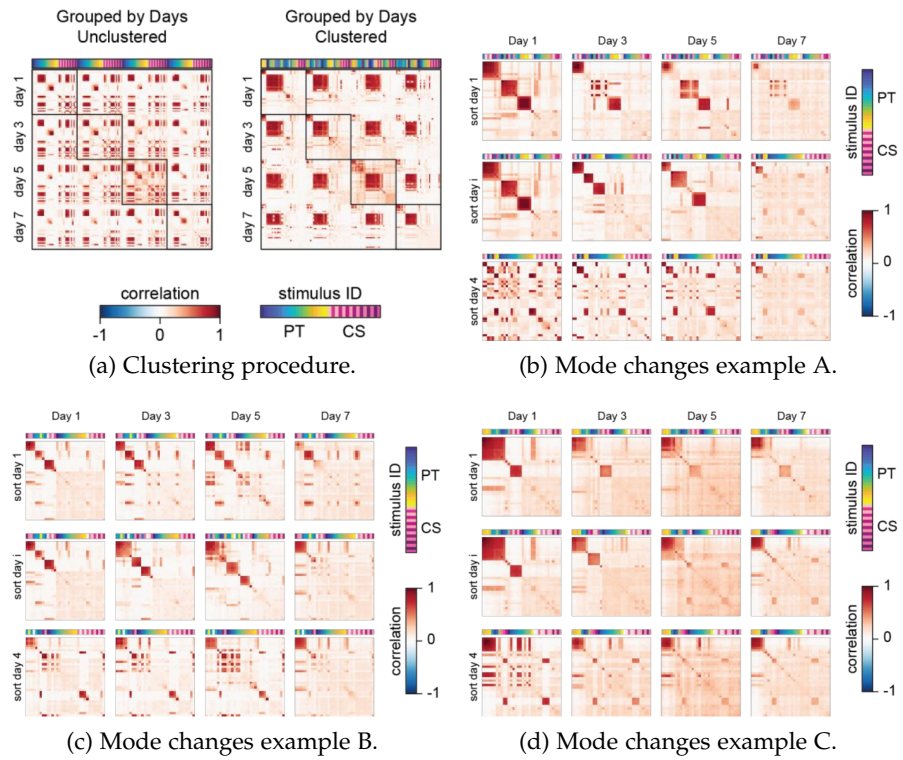 Grouped by Days
Unclustered
Grouped by Days
Clustered
day 1
day 3
day 5
day 7
day 1
day 3
day 5
day 7
correlation
-1
0
1
stimulus ID
PT
CS
(a) Clustering procedure.
Day 1
Day 3
Day 5
Day 7
sort day 1
sort day i
sort day 4
stimulus ID
PT
CS
correlation
1
0
-1
(b) Mode changes example A.
Day 1
Day 3
Day 5
Day 7
sort day 1
sort day i
sort day 4
stimulus ID
PT
CS
correlation
1
0
-1
(c) Mode changes example B.
Day 1
Day 3
Day 5
Day 7
sort day 1
sort day i
sort day 4
stimulus ID
PT
CS
correlation
1
0
-1
(d) Mode changes example C.